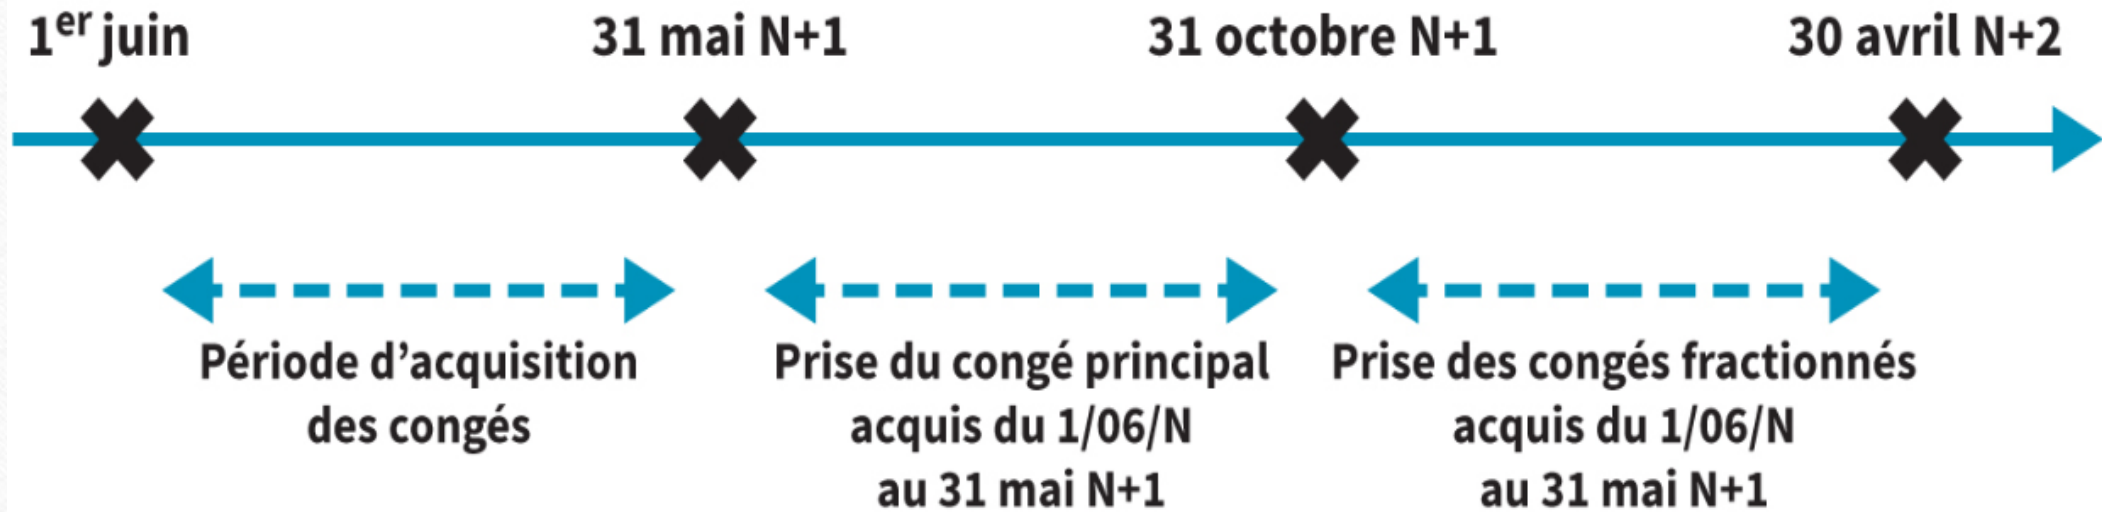 1er juin
31 mai N+1
31 octobre N+1
30 avril N+2
Période d’acquisition
des congés
Prise du congé principal
acquis du 1/06/N
au 31 mai N+1
Prise des congés fractionnés
acquis du 1/06/N
au 31 mai N+1